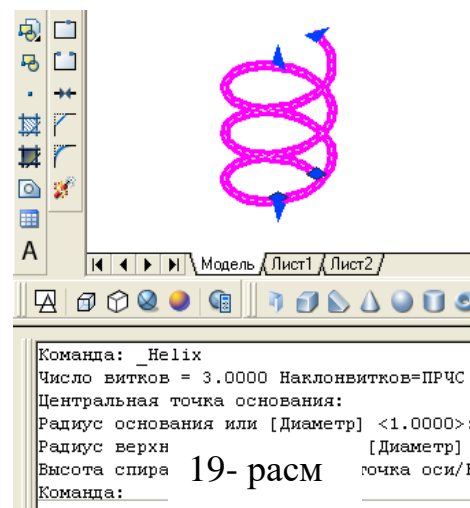 A
Модель Лист1 Лист2
Команда: _Helix
Число витков = 3.0000 Наклонвитков=ПРЧС
Центральная точка основания:
Радиус основания или [Диаметр] <1.0000>:
Радиус верхн [Диаметр]
Высота спира точка оси/
19- расм
Команда: